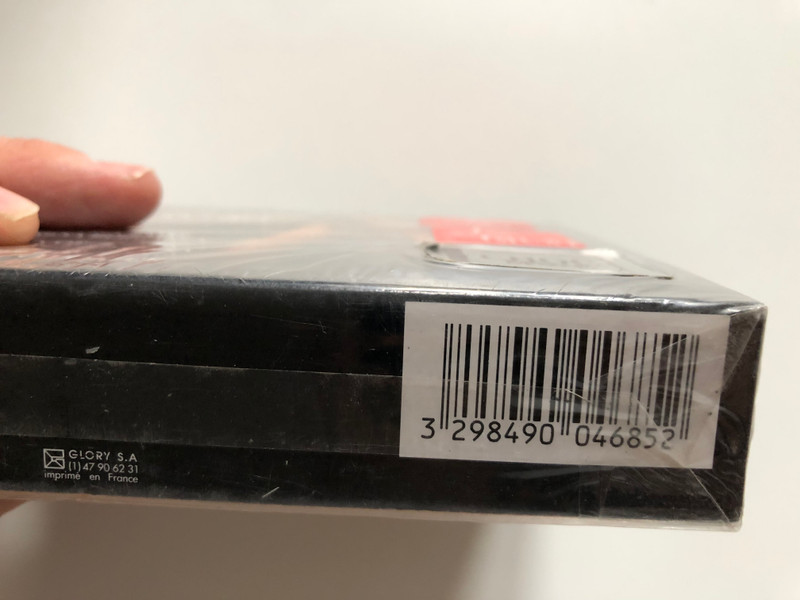 3 298490 046852
GLORY S.A
(1) 47 90 62 31
imprimé en France